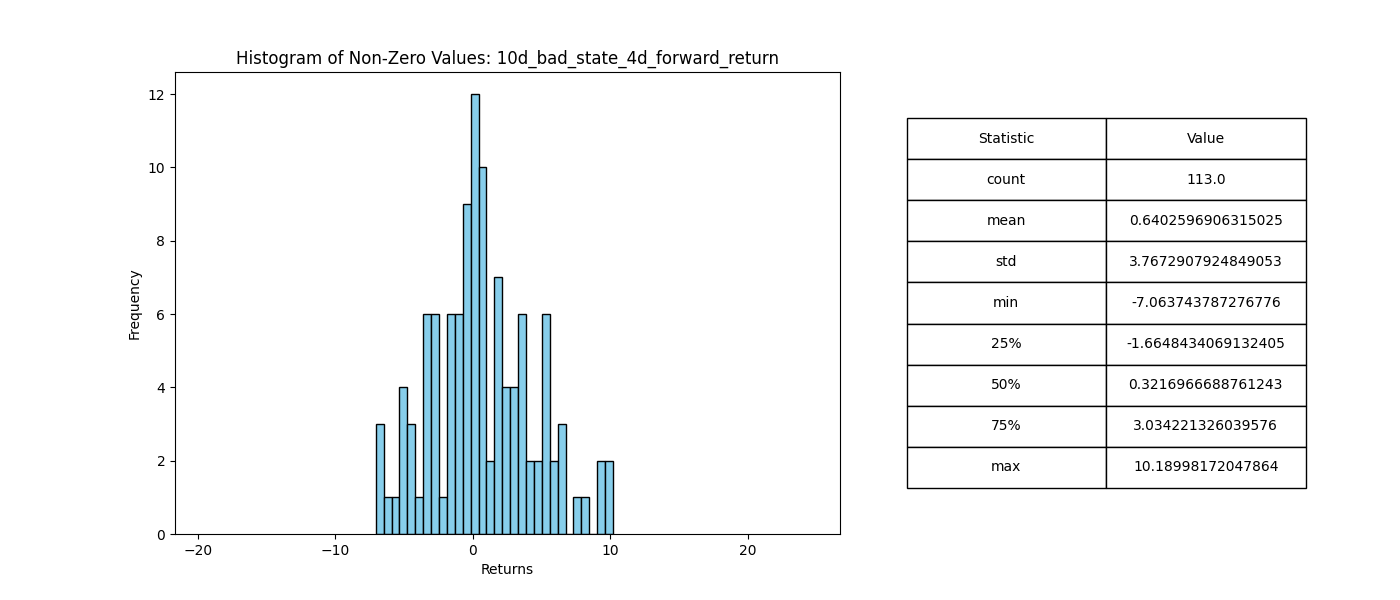 Histogram of Non-Zero Values: 10d_bad_state_4d_forward_return
12
10
8
6
4
2
0
Frequency
−20
−10
0
10
20
Returns
Statistic Value
count 113.0
mean 0.6402596906315025
std 3.7672907924849053
min -7.063743787276776
25% -1.6648434069132405
50% 0.3216966688761243
75% 3.034221326039576
max 10.18998172047864